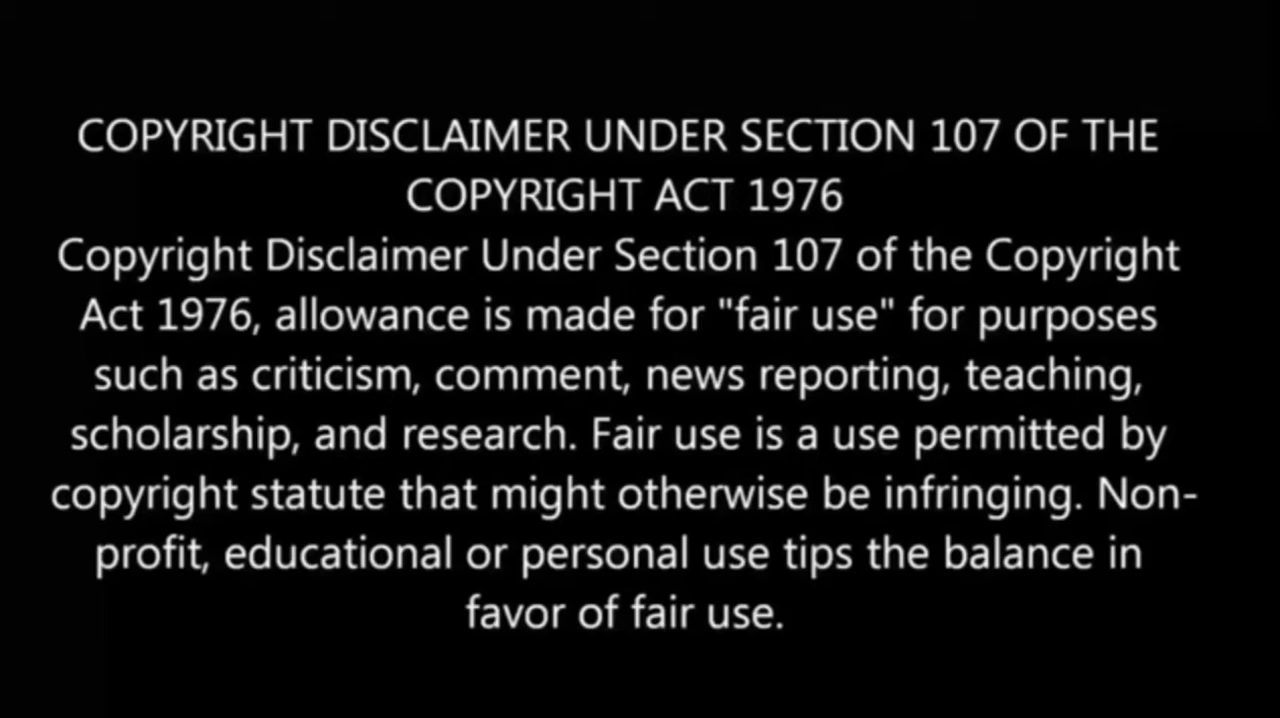 COPYRIGHT DISCLAIMER UNDER SECTION 107 OF THE
COPYRIGHT ACT 1976
Copyright Disclaimer Under Section 107 of the Copyright
Act 1976, allowance is made for "fair use" for purposes
such as criticism, comment, news reporting, teaching,
scholarship, and research. Fair use is a use permitted by
copyright statute that might otherwise be infringing. Non-
profit, educational or personal use tips the balance in
favor of fair use.